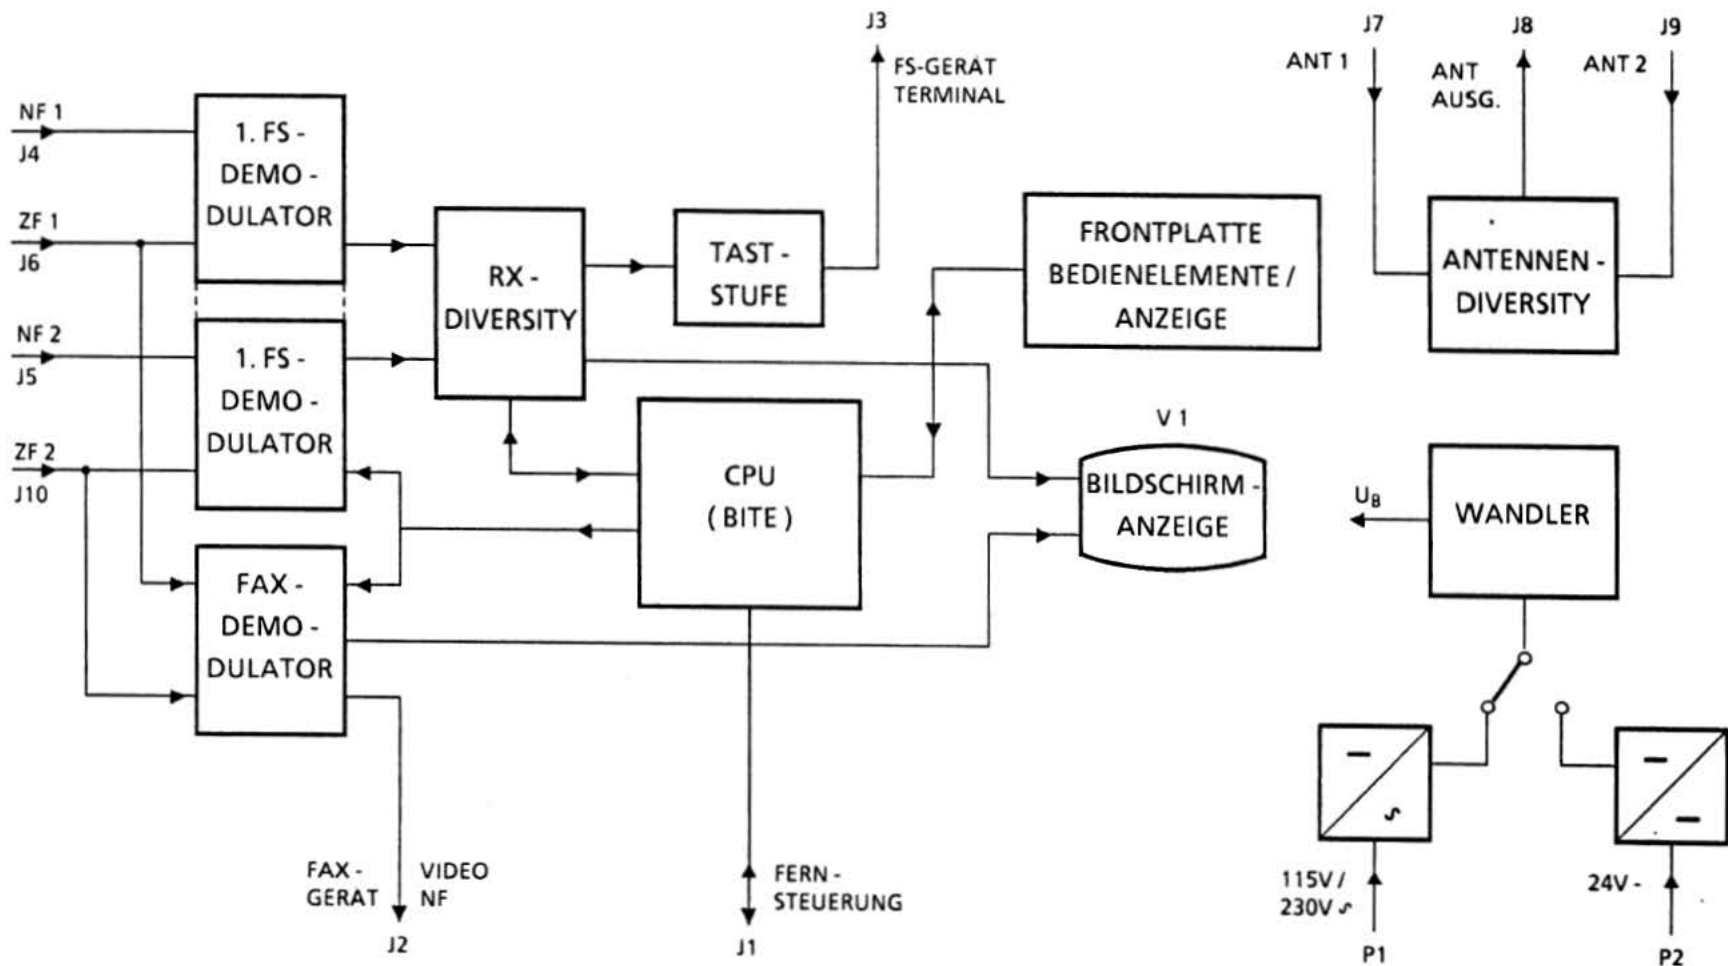 J3
J7
J8
J9
FS-GERÄT
TERMINAL
ANT 1
ANT
AUSG.
ANT 2
NF 1
J4
1. FS -
DEMO -
DULATOR
ZF 1
J6
RX -
DIVERSITY
TAST -
STUFE
FRONTPLATTE
BEDIENELEMENTE /
ANZEIGE
ANTENNEN -
DIVERSITY
NF 2
J5
1. FS -
DEMO -
DULATOR
ZF 2
J10
CPU
( BITE )
V 1
BILDSCHIRM -
ANZEIGE
UB
WANDLER
FAX -
DEMO -
DULATOR
FAX -
GERÄT
VIDEO
NF
J2
FERN -
STEUERUNG
J1
115V /
230V ∿
P1
24V -
P2